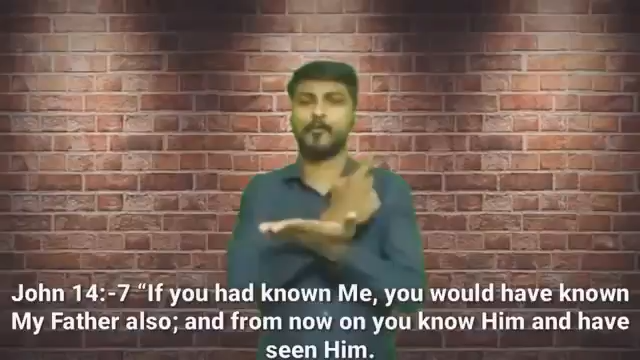 John 14:-7 “If you had known Me, you would have known
My Father also; and from now on you know Him and have
seen Him.